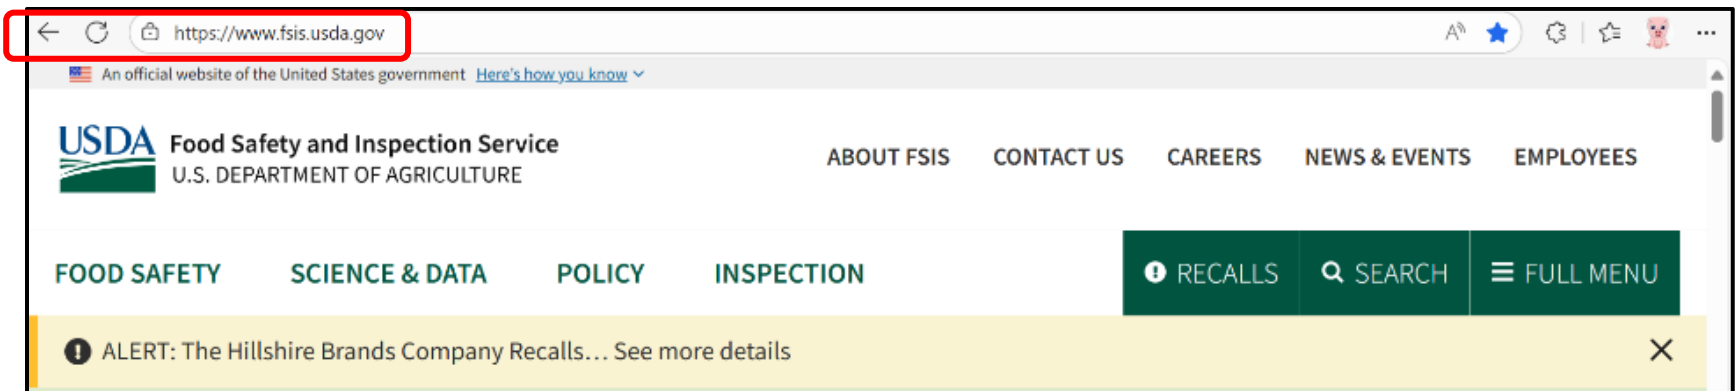 https://www.fsis.usda.gov
An official website of the United States government Here's how you know
USDA Food Safety and Inspection Service
U.S. DEPARTMENT OF AGRICULTURE
ABOUT FSIS CONTACT US CAREERS NEWS & EVENTS EMPLOYEES
FOOD SAFETY SCIENCE & DATA POLICY INSPECTION RECALLS SEARCH FULL MENU
ALERT: The Hillshire Brands Company Recalls... See more details